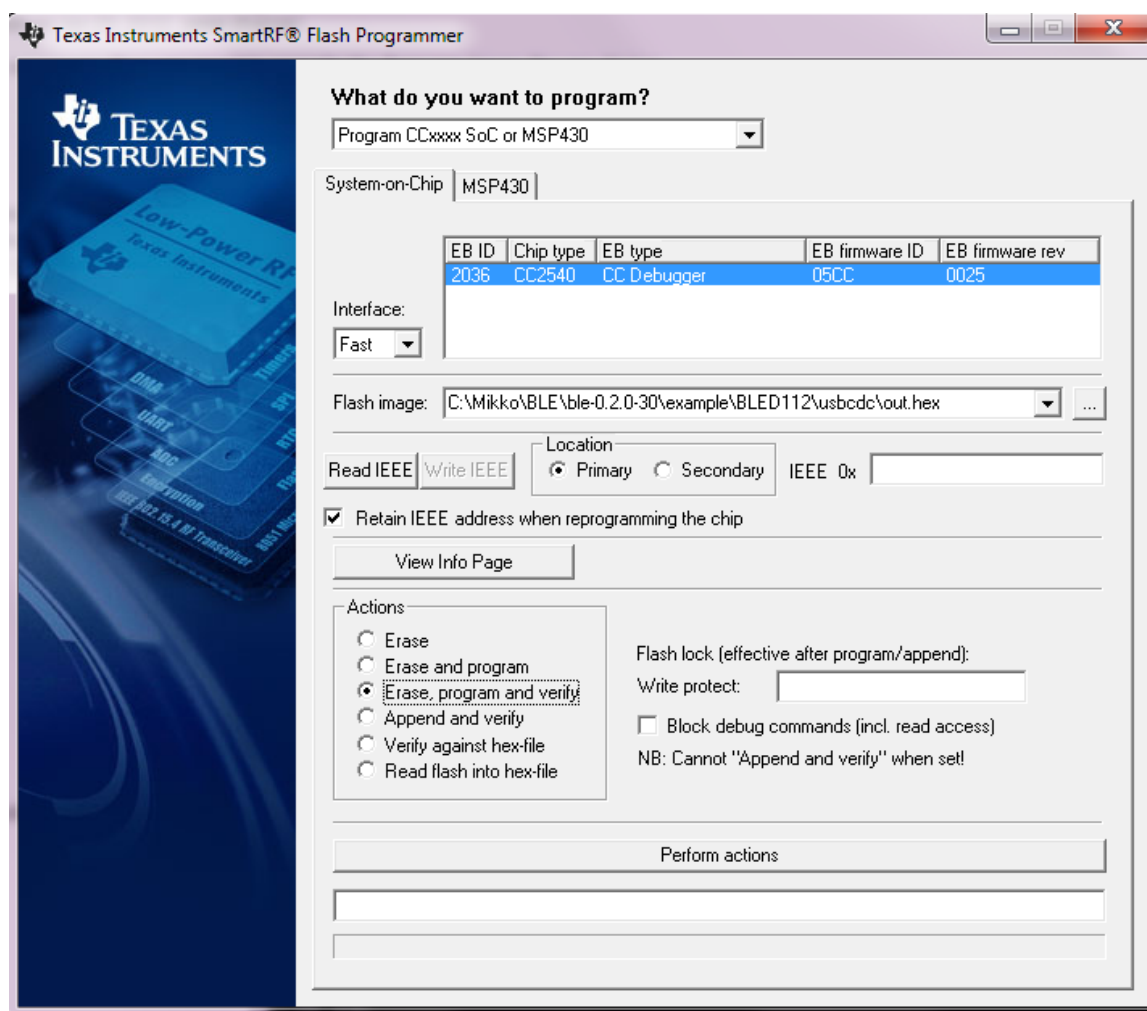 Texas Instruments SmartRF® Flash Programmer
TEXAS
INSTRUMENTS
Low-Power RF
Texas Instruments
DMA
UART
ADC
Encryption
IEEE 802.15.4 RF Transceiver
Timers
SPI
RTC
Flash
What do you want to program?
Program CCxxxx SoC or MSP430
System-on-Chip MSP430
EB ID Chip type EB type EB firmware ID EB firmware rev
2036 CC2540 CC Debugger 05CC 0025
Interface:
Fast
Flash image: C:\Mikko\BLE\ble-0.2.0-30\example\BLED112\usbcdc\out.hex ...
Location
Read IEEE Write IEEE Primary Secondary IEEE 0x
Retain IEEE address when reprogramming the chip
View Info Page
Actions
Erase
Erase and program
Erase, program and verify
Append and verify
Verify against hex-file
Read flash into hex-file
Flash lock (effective after program/append):
Write protect:
Block debug commands (incl. read access)
NB: Cannot "Append and verify" when set!
Perform actions